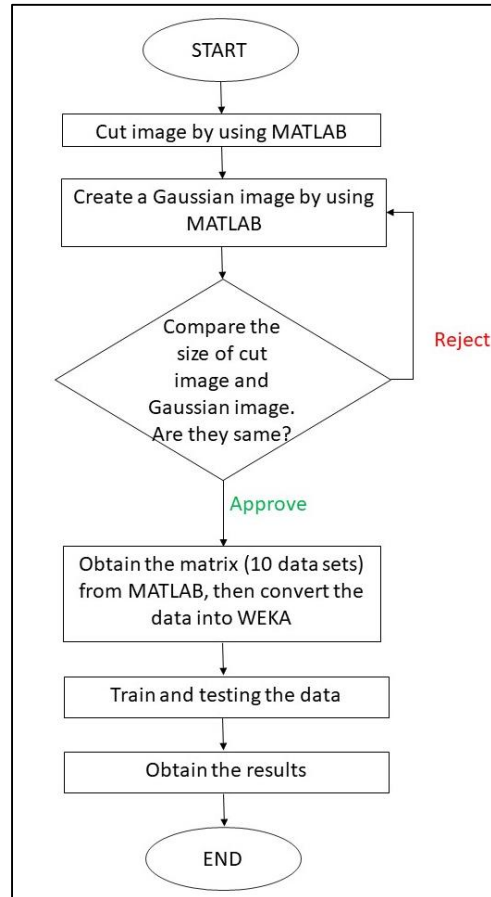 START
Cut image by using MATLAB
Create a Gaussian image by using
MATLAB
Compare the
size of cut
image and
Gaussian image.
Are they same?
Reject
Approve
Obtain the matrix (10 data sets)
from MATLAB, then convert the
data into WEKA
Train and testing the data
Obtain the results
END